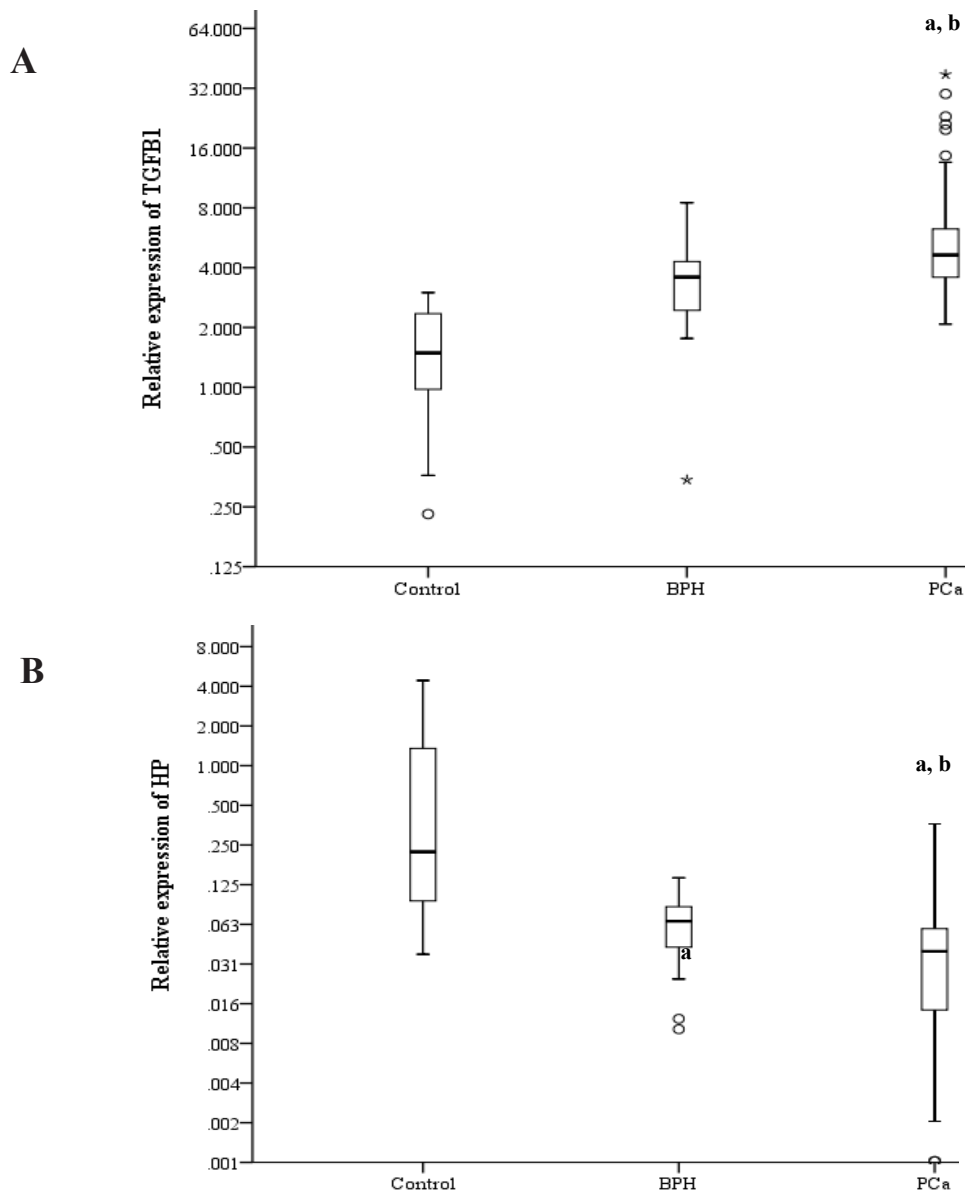 A
Relative expression of TGFB1
64.000
32.000
16.000
8.000
4.000
2.000
1.000
.500
.250
.125
a, b
Control BPH PCa
B
Relative expression of HP
8.000
4.000
2.000
1.000
.500
.250
.125
.063
.031
.016
.008
.004
.002
.001
a
a, b
Control BPH PCa